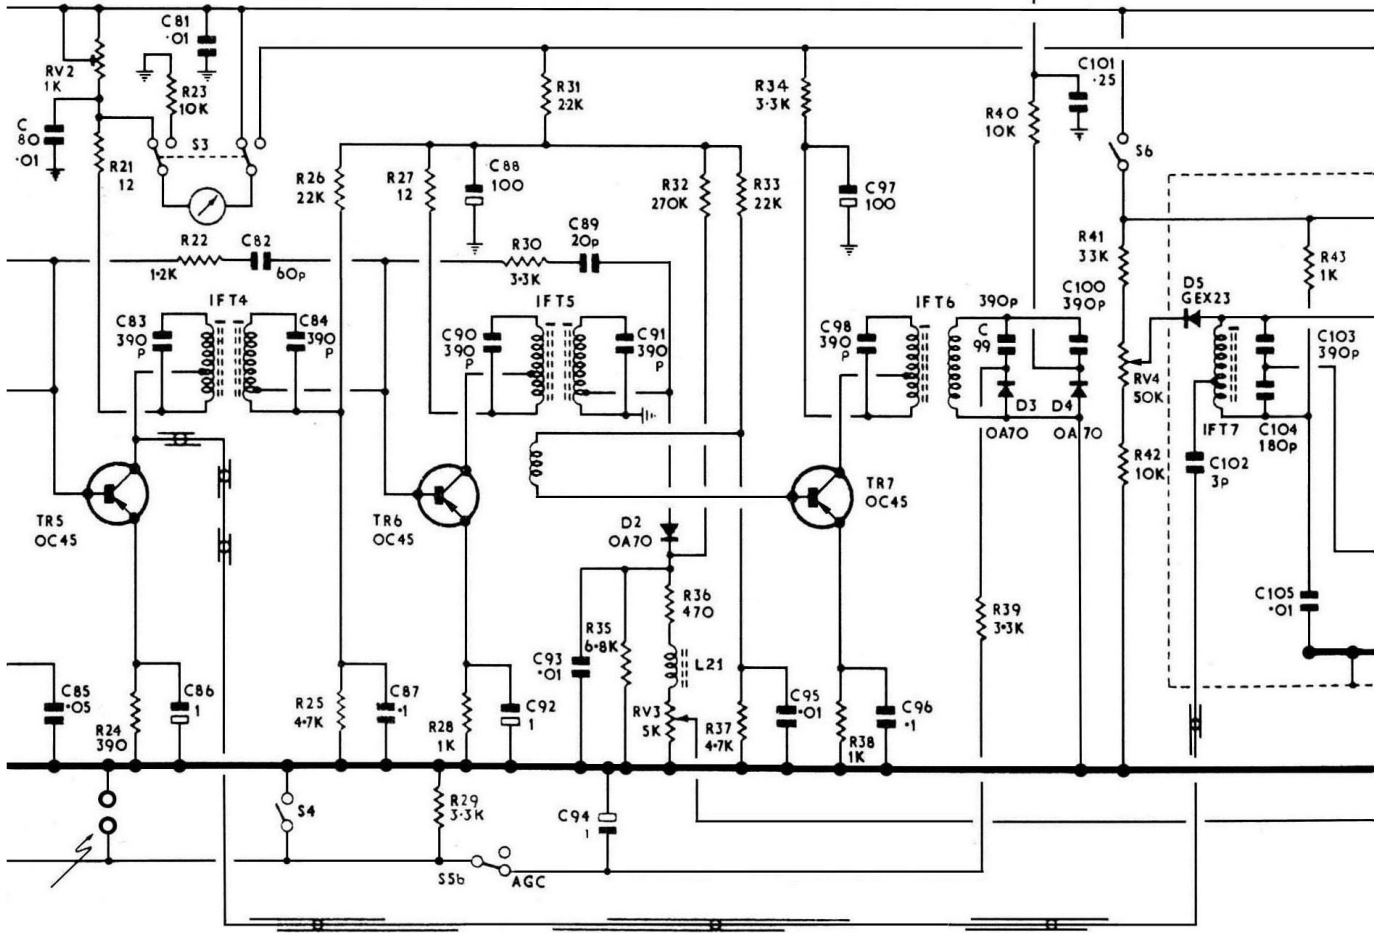 C81
·01
RV2
1K
R23
10K
C
80
·01
S3
R21
12
R26
22K
R27
12
C88
100
R31
2·2K
R32
270K
R33
22K
R34
3·3K
C97
100
R40
10K
C101
·25
S6
R22
1·2K
C82
60p
R30
3·3K
C89
20p
R41
33K
R43
1K
D5
GEX23
IFT4
C83
390
p
C84
390
p
IFT5
C90
390
p
C91
390
p
IFT6
C98
390
p
390p
C
99
C100
390p
D3
OA70
D4
OA70
RV4
50K
C103
390p
IFT7
C104
180p
R42
10K
C102
3p
TR5
OC45
TR6
OC45
D2
OA70
TR7
OC45
R36
470
R35
6·8K
L21
R39
3·3K
C105
·01
C85
·05
R24
390
C86
1
R25
4·7K
C87
·1
R28
1K
C92
1
C93
·01
RV3
5K
R37
4·7K
C95
·01
R38
1K
C96
·1
S4
R29
3·3K
C94
1
S5b
AGC